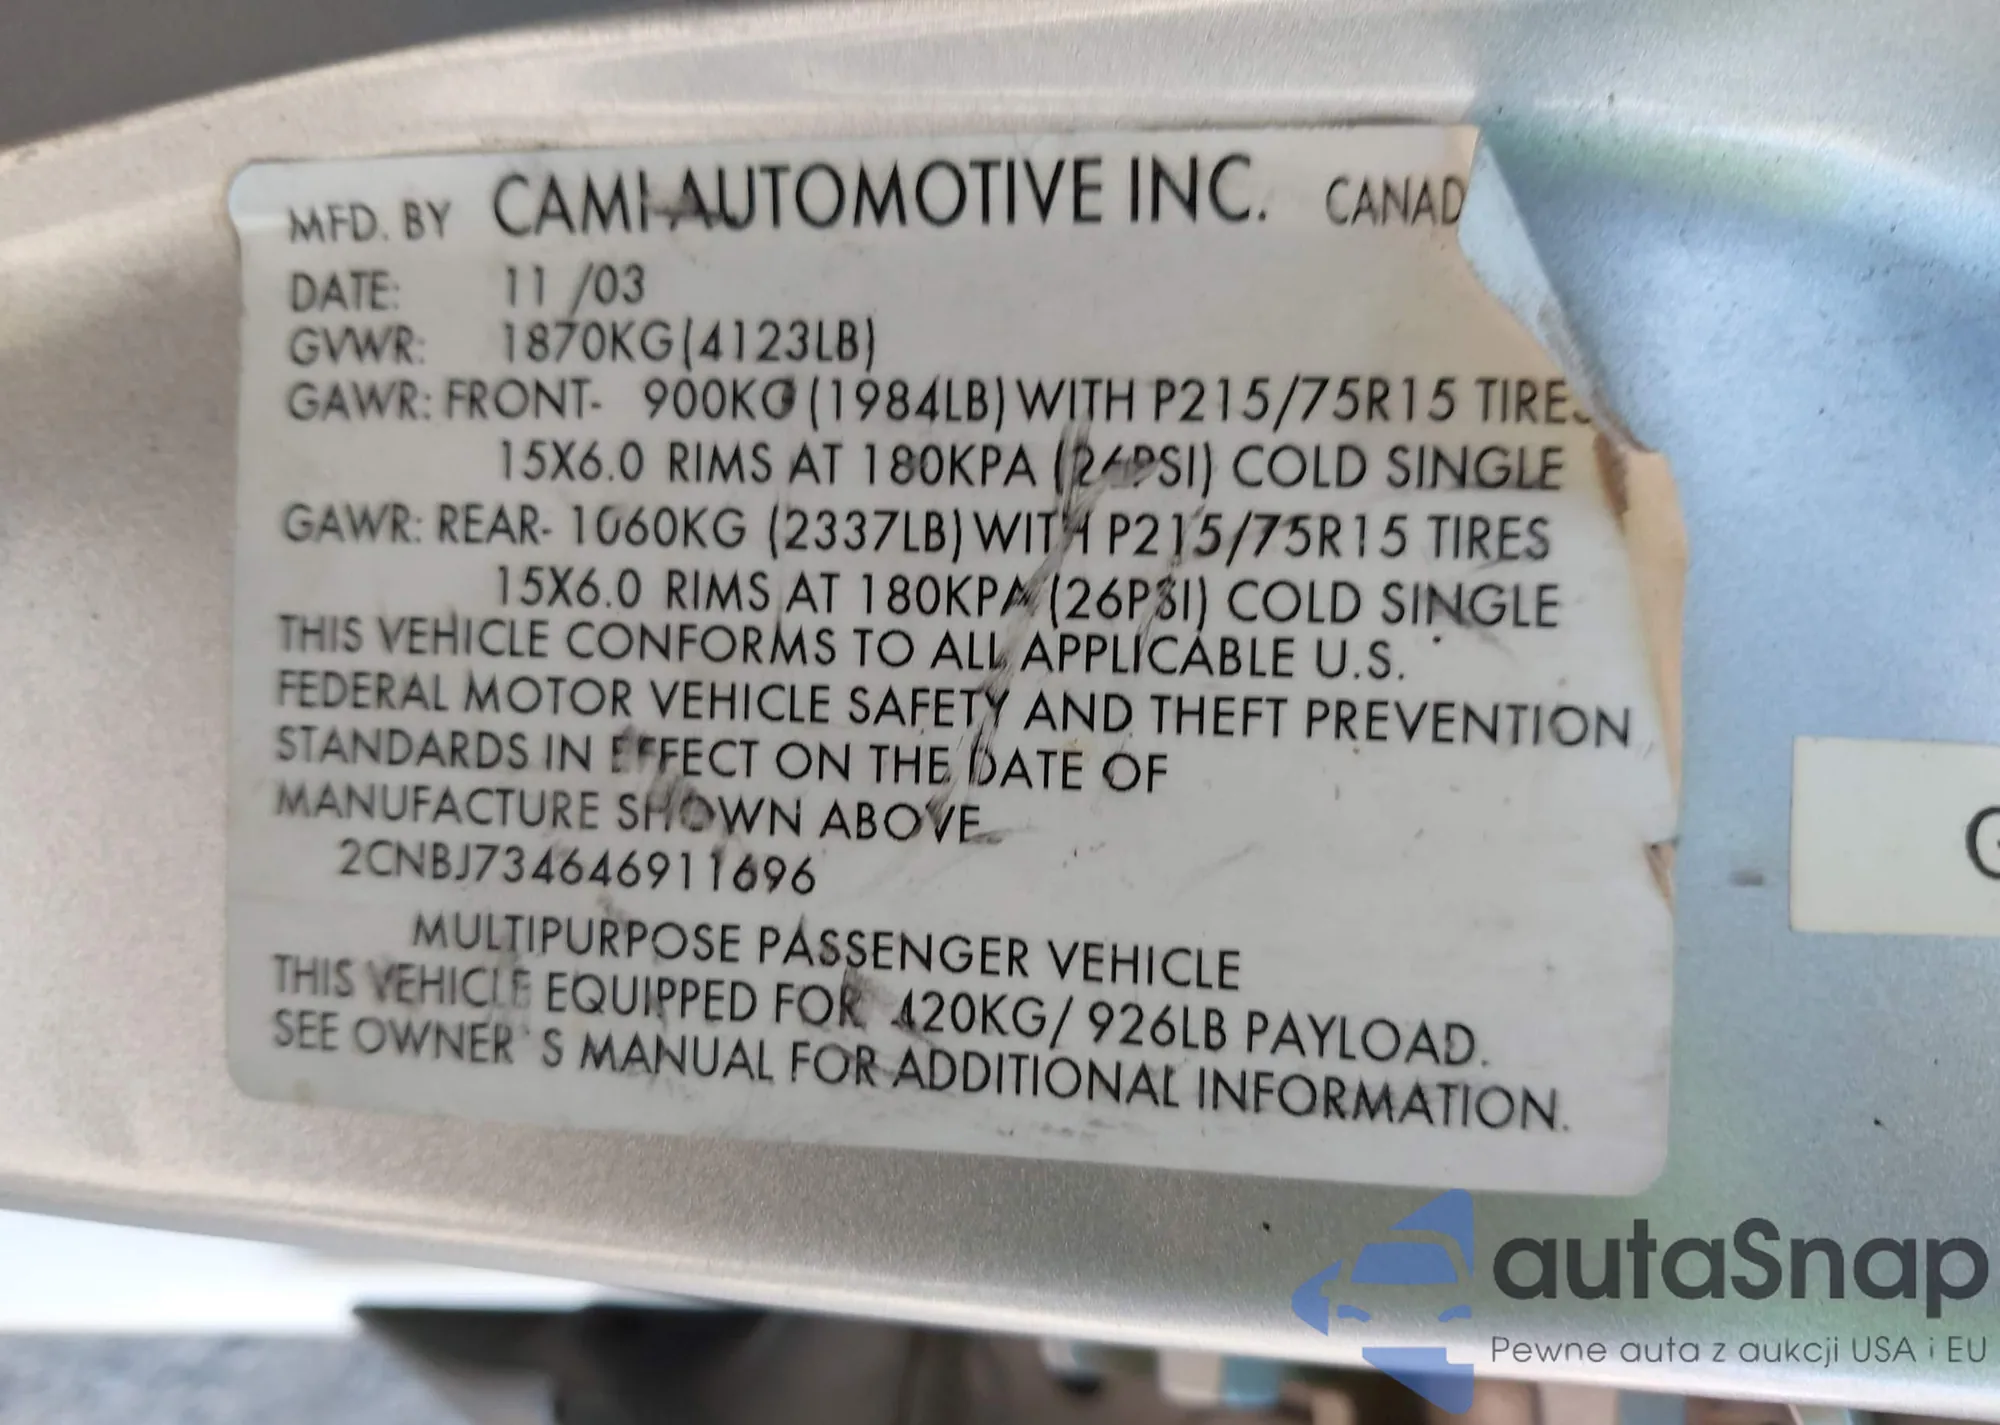 MFD. BY CAMI AUTOMOTIVE INC. CANAD
DATE: 11 /03
GVWR: 1870KG(4123LB)
GAWR: FRONT- 900KG (1984LB) WITH P215/75R15 TIRES
15X6.0 RIMS AT 180KPA (26PSI) COLD SINGLE
GAWR: REAR- 1060KG (2337LB) WITH P215/75R15 TIRES
15X6.0 RIMS AT 180KPA (26PSI) COLD SINGLE
THIS VEHICLE CONFORMS TO ALL APPLICABLE U.S.
FEDERAL MOTOR VEHICLE SAFETY AND THEFT PREVENTION
STANDARDS IN EFFECT ON THE DATE OF
MANUFACTURE SHOWN ABOVE
2CNBJ734646911696
MULTIPURPOSE PASSENGER VEHICLE
THIS VEHICLE EQUIPPED FOR 420KG/ 926LB PAYLOAD.
SEE OWNER'S MANUAL FOR ADDITIONAL INFORMATION.
autaSnap
Pewne auta z aukcji USA i EU